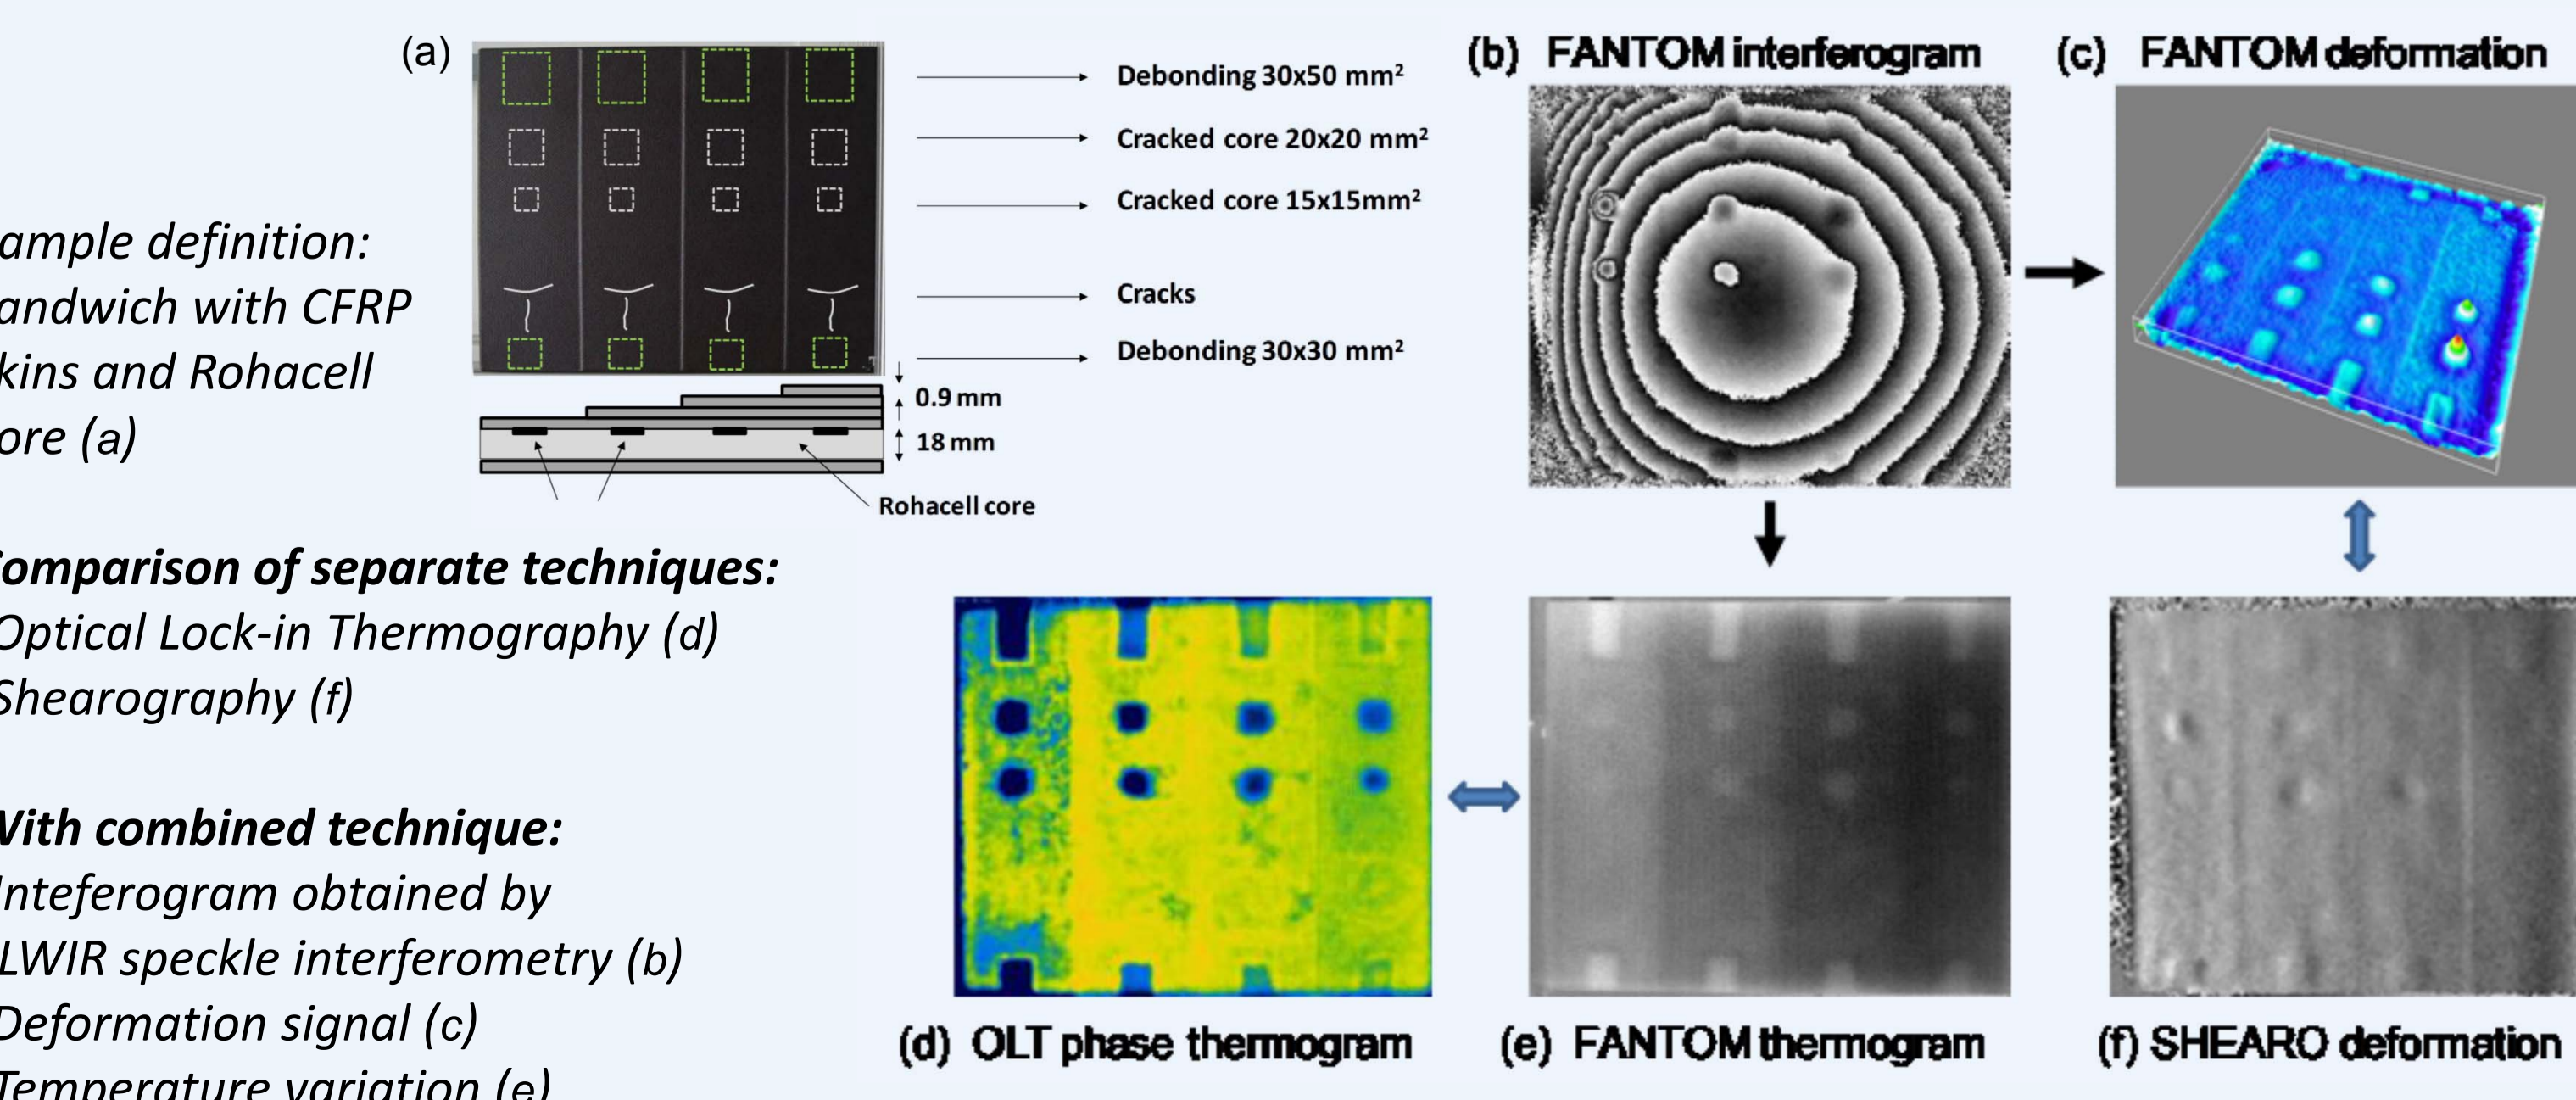 (a)
Debonding 30x50 mm²
Cracked core 20x20 mm²
Cracked core 15x15mm²
Cracks
Debonding 30x30 mm²
0.9 mm
18 mm
Rohacell core
(b) FANTOM interferogram
(c) FANTOM deformation
ample definition:
andwich with CFRP
kins and Rohacell
ore (a)
omparison of separate techniques:
Optical Lock-in Thermography (d)
Shearography (f)
With combined technique:
Inteferogram obtained by
LWIR speckle interferometry (b)
Deformation signal (c)
Temperature variation (e)
(d) OLT phase thermogram
(e) FANTOM thermogram
(f) SHEARO deformation